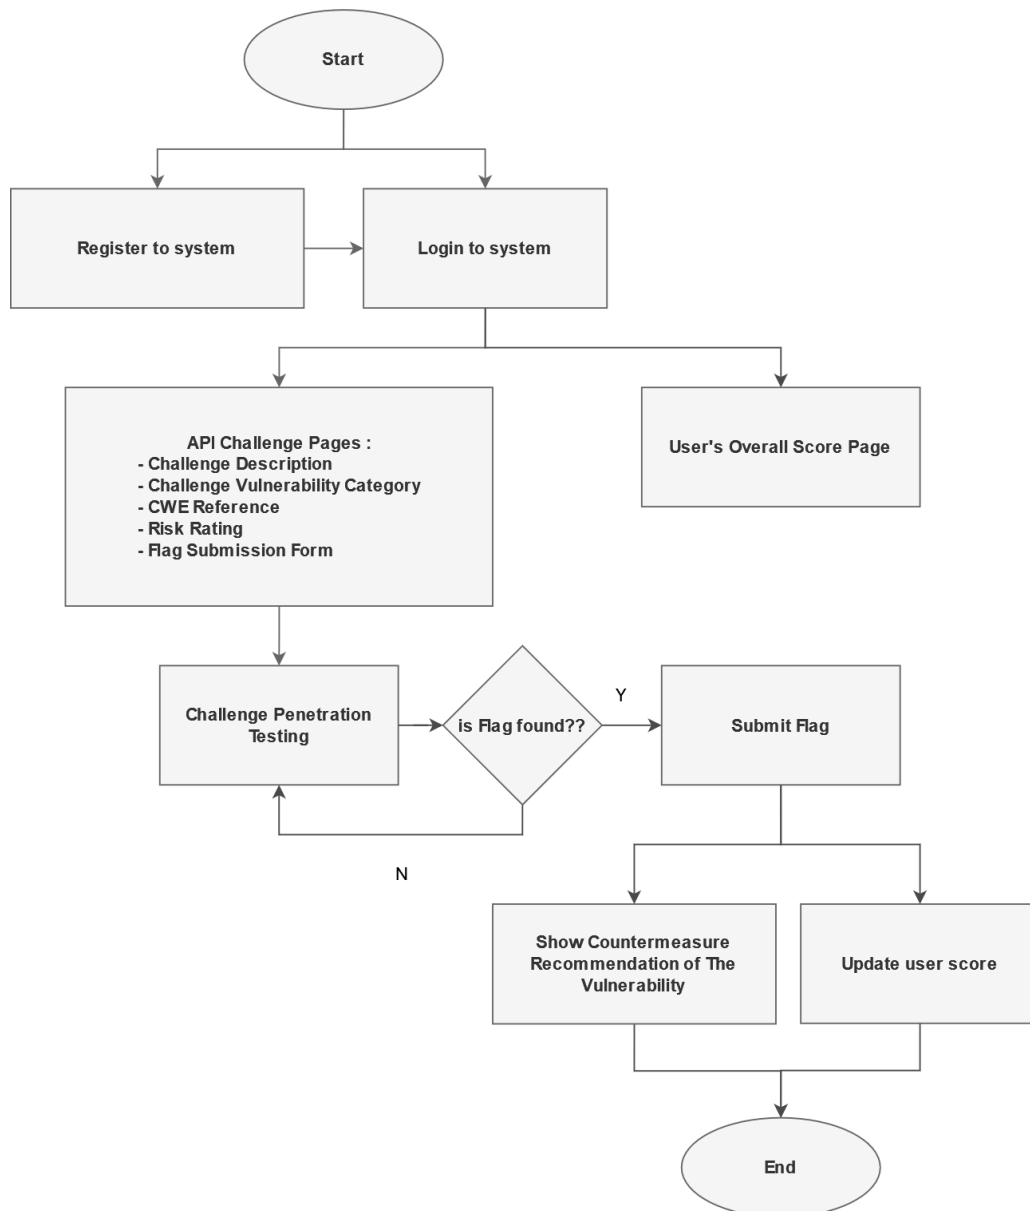 Start
Register to system
Login to system
API Challenge Pages :
- Challenge Description
- Challenge Vulnerability Category
- CWE Reference
- Risk Rating
- Flag Submission Form
User's Overall Score Page
Challenge Penetration
Testing
is Flag found??
Y
Submit Flag
N
Show Countermeasure
Recommendation of The
Vulnerability
Update user score
End